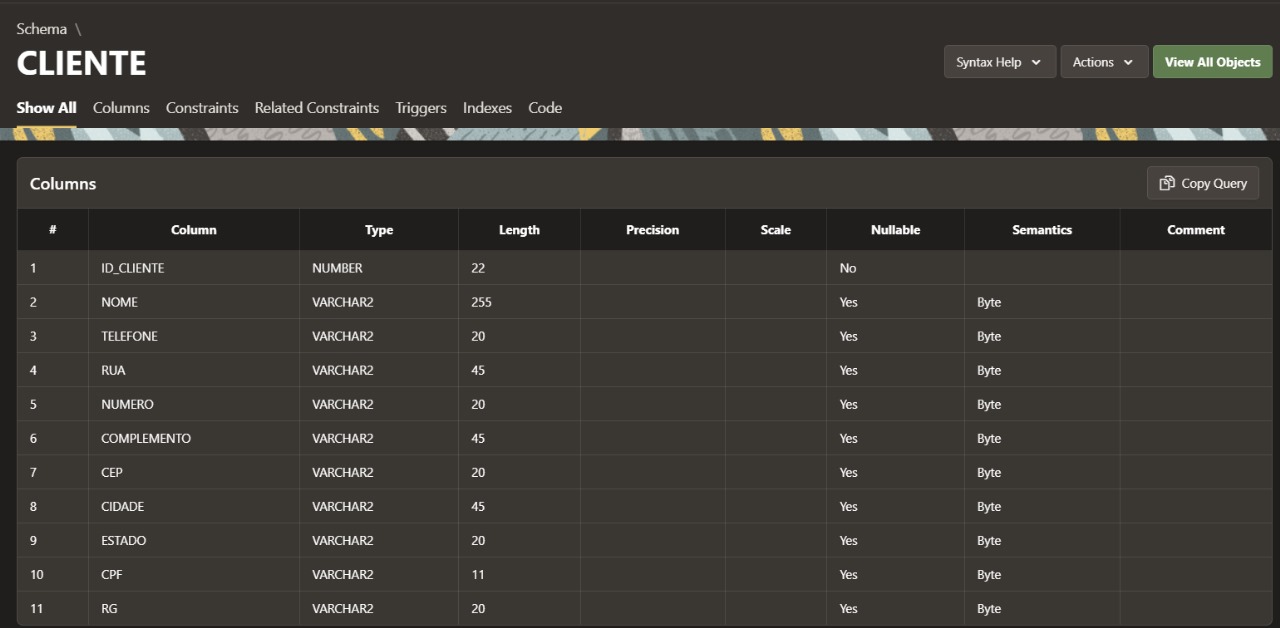 Schema \
CLIENTE
Syntax Help Actions View All Objects
Show All Columns Constraints Related Constraints Triggers Indexes Code
Columns Copy Query
# Column Type Length Precision Scale Nullable Semantics Comment
1 ID_CLIENTE NUMBER 22 No
2 NOME VARCHAR2 255 Yes Byte
3 TELEFONE VARCHAR2 20 Yes Byte
4 RUA VARCHAR2 45 Yes Byte
5 NUMERO VARCHAR2 20 Yes Byte
6 COMPLEMENTO VARCHAR2 45 Yes Byte
7 CEP VARCHAR2 20 Yes Byte
8 CIDADE VARCHAR2 45 Yes Byte
9 ESTADO VARCHAR2 20 Yes Byte
10 CPF VARCHAR2 11 Yes Byte
11 RG VARCHAR2 20 Yes Byte